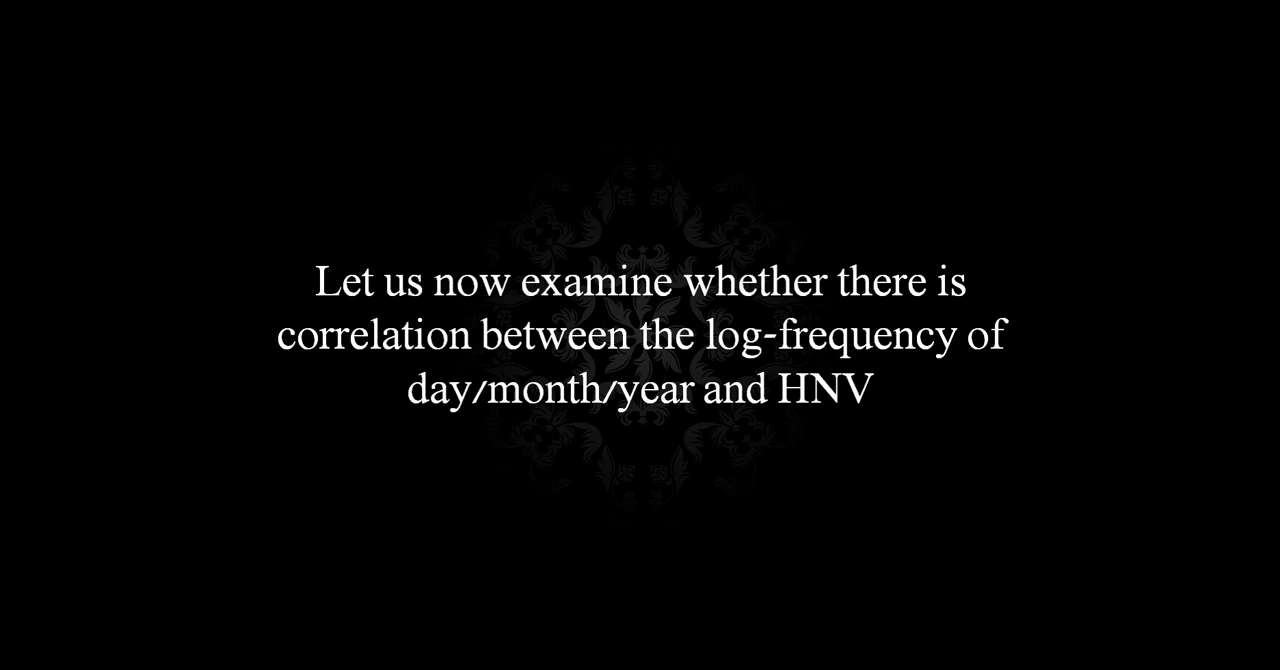 Let us now examine whether there is
correlation between the log-frequency of
day/month/year and HNV